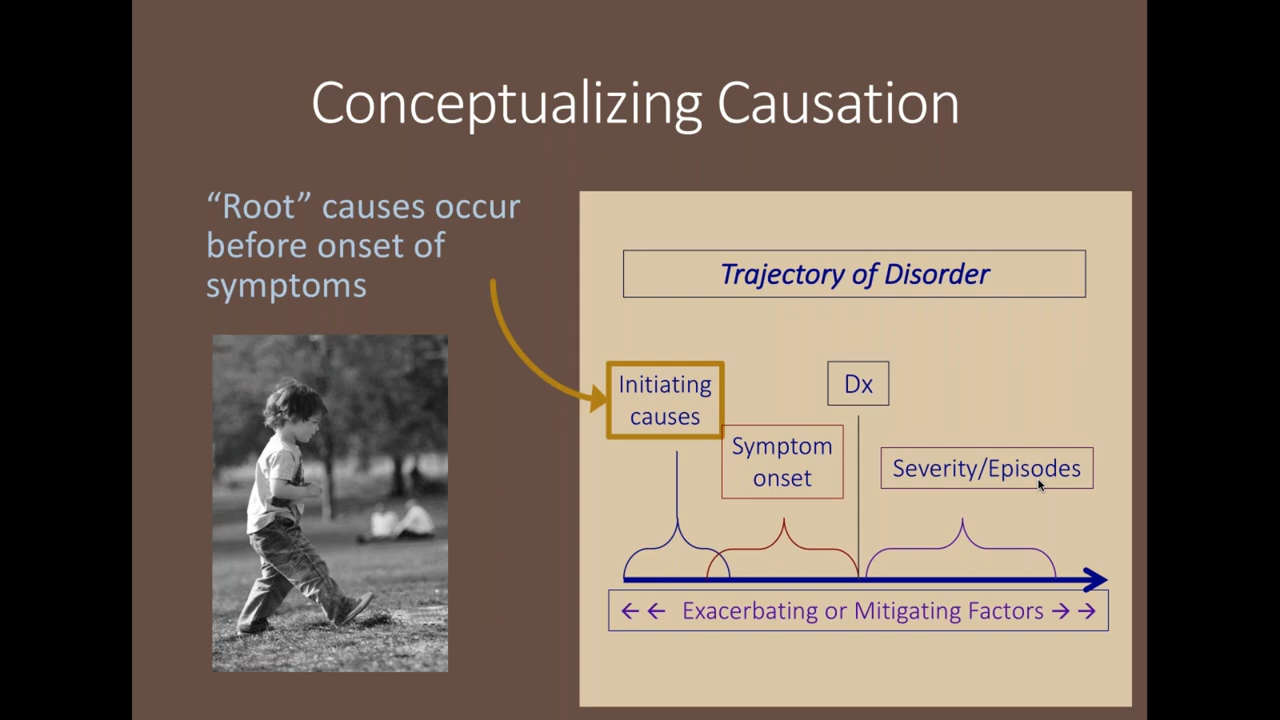 Conceptualizing Causation
“Root” causes occur
before onset of
symptoms
Trajectory of Disorder
Initiating
causes
Dx
Symptom
onset
Severity/Episodes
←← Exacerbating or Mitigating Factors →→